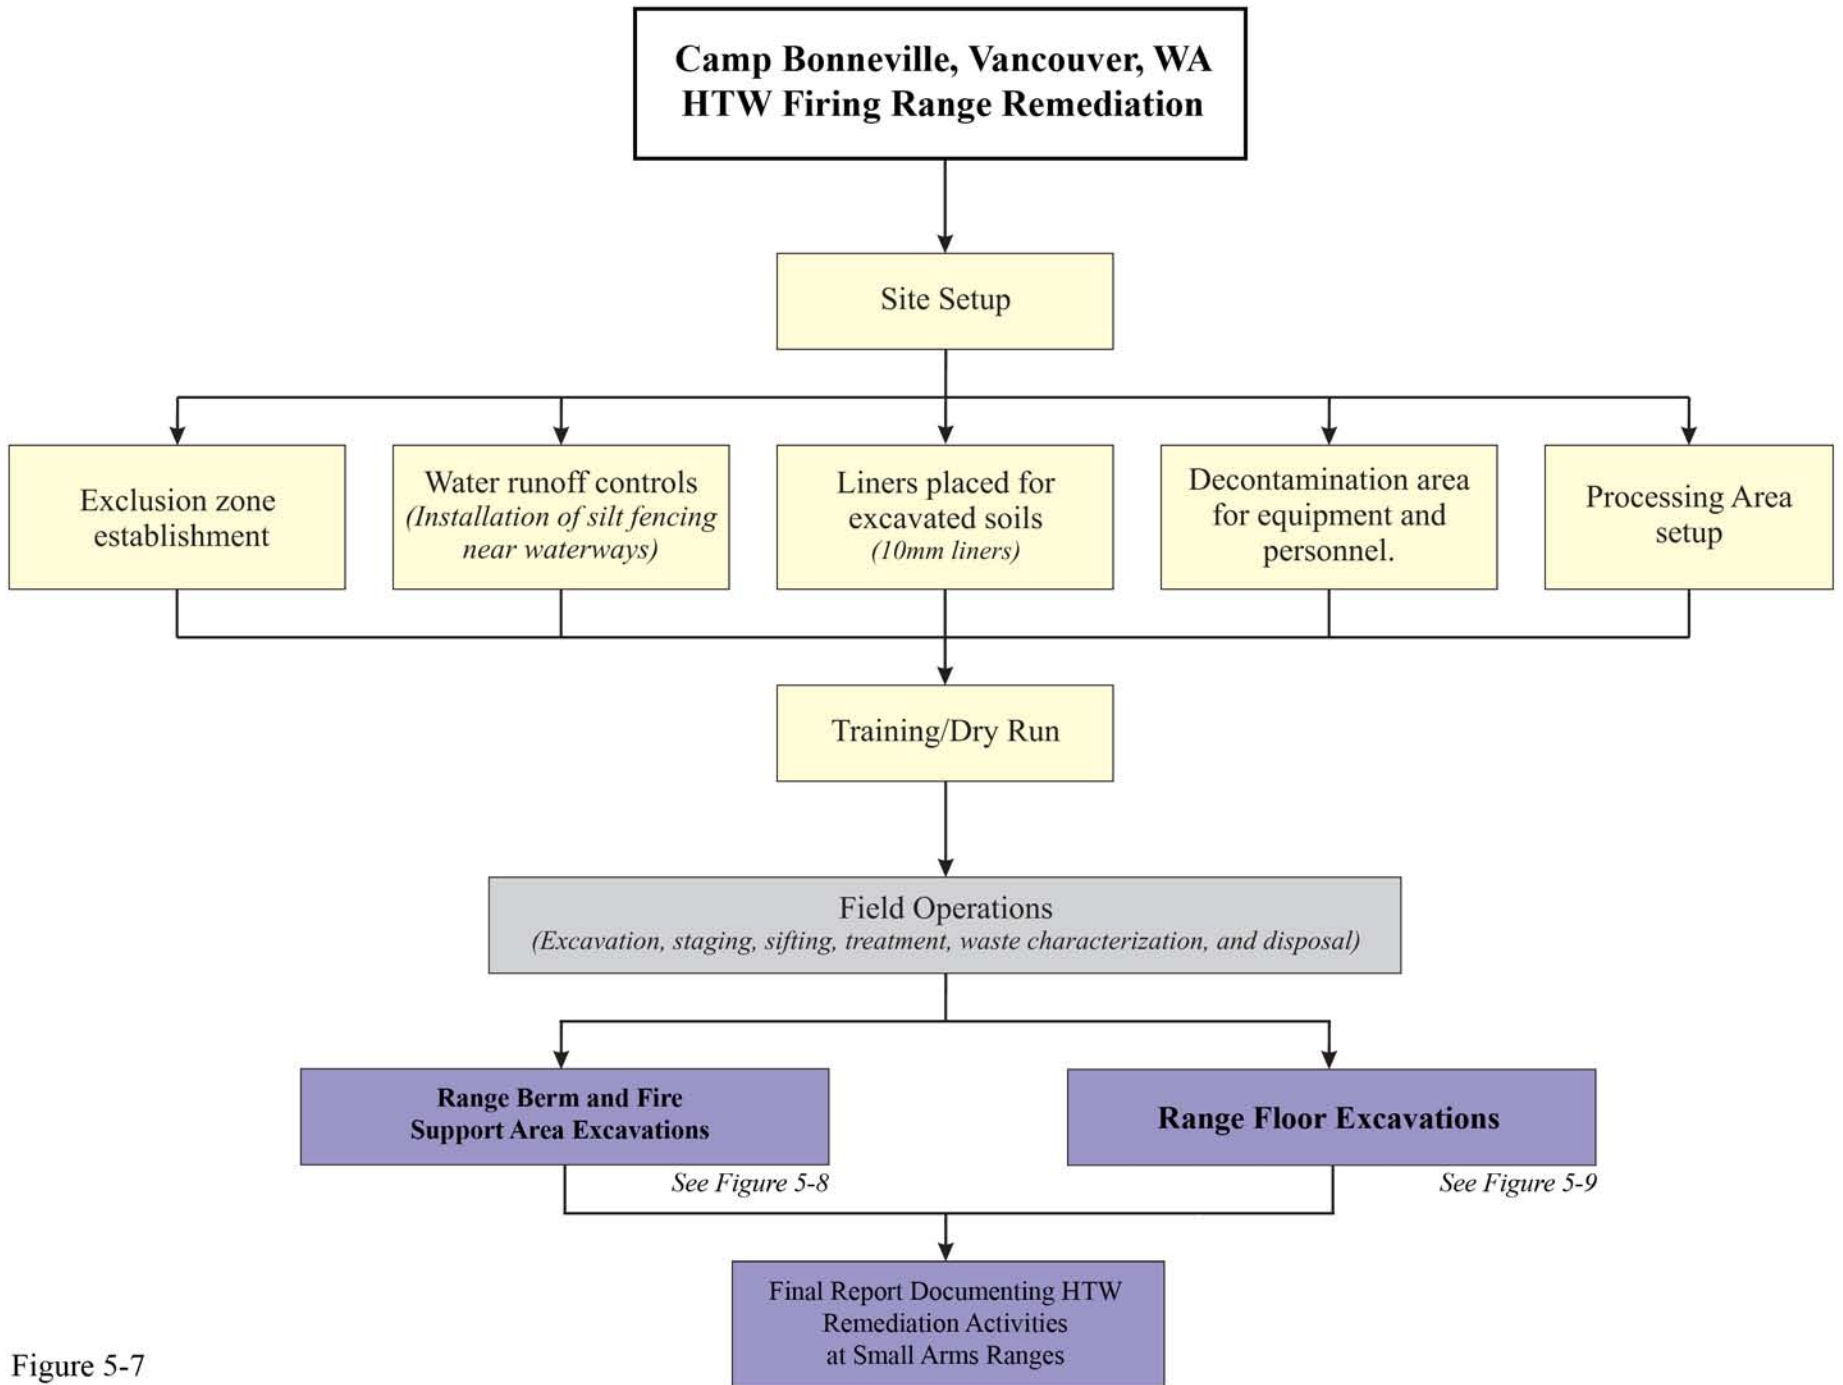 Camp Bonneville, Vancouver, WA
HTW Firing Range Remediation
Site Setup
Exclusion zone
establishment
Water runoff controls
(Installation of silt fencing
near waterways)
Liners placed for
excavated soils
(10mm liners)
Decontamination area
for equipment and
personnel.
Processing Area
setup
Training/Dry Run
Field Operations
(Excavation, staging, sifting, treatment, waste characterization, and disposal)
Range Berm and Fire
Support Area Excavations
See Figure 5-8
Range Floor Excavations
See Figure 5-9
Final Report Documenting HTW
Remediation Activities
at Small Arms Ranges
Figure 5-7